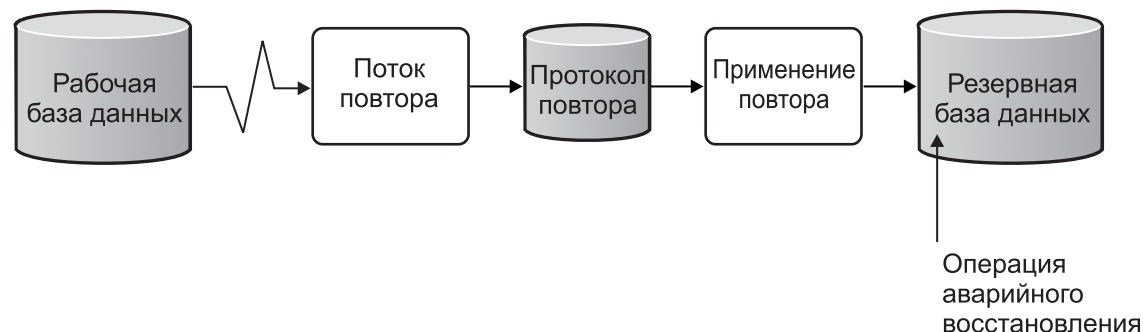 Рабочая
база данных
Поток
повтора
Протокол
повтора
Применение
повтора
Резервная
база данных
Операция
аварийного
восстановления